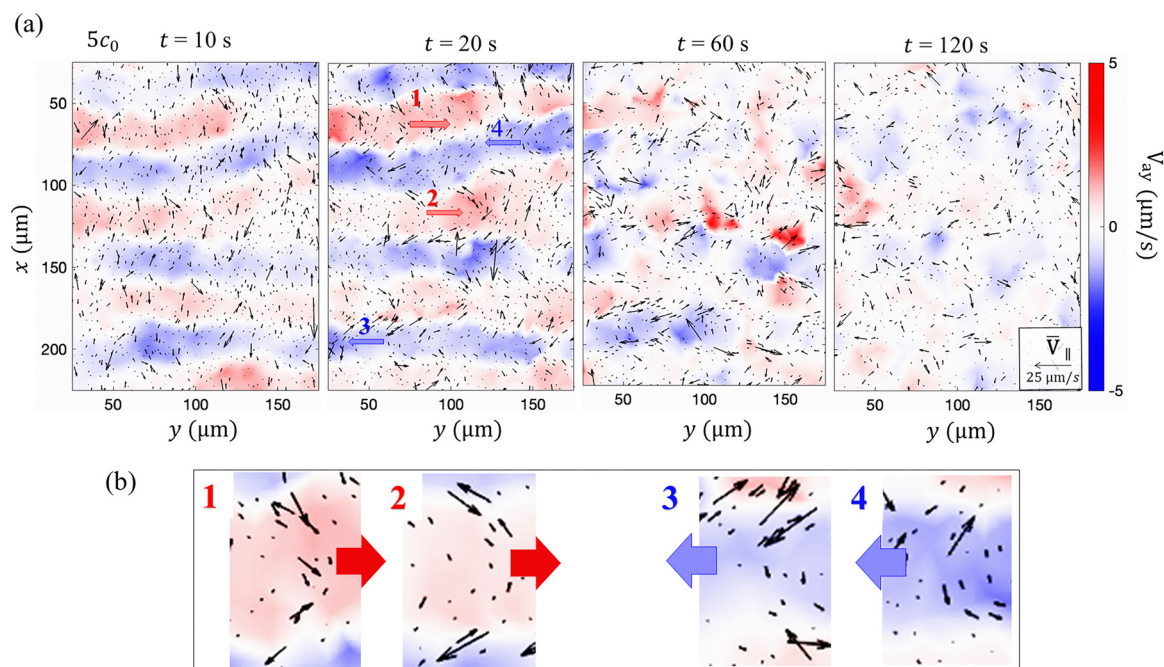 (a)
5c₀ t = 10 s t = 20 s t = 60 s t = 120 s
5
50
100
150
200
x (μm)
1
4
2
3
0
-5
V_ay (μm/s)
V̄_∥
25 μm/s
50 100 150 50 100 150 50 100 150 50 100 150
y (μm) y (μm) y (μm) y (μm)
(b)
1 2 3 4